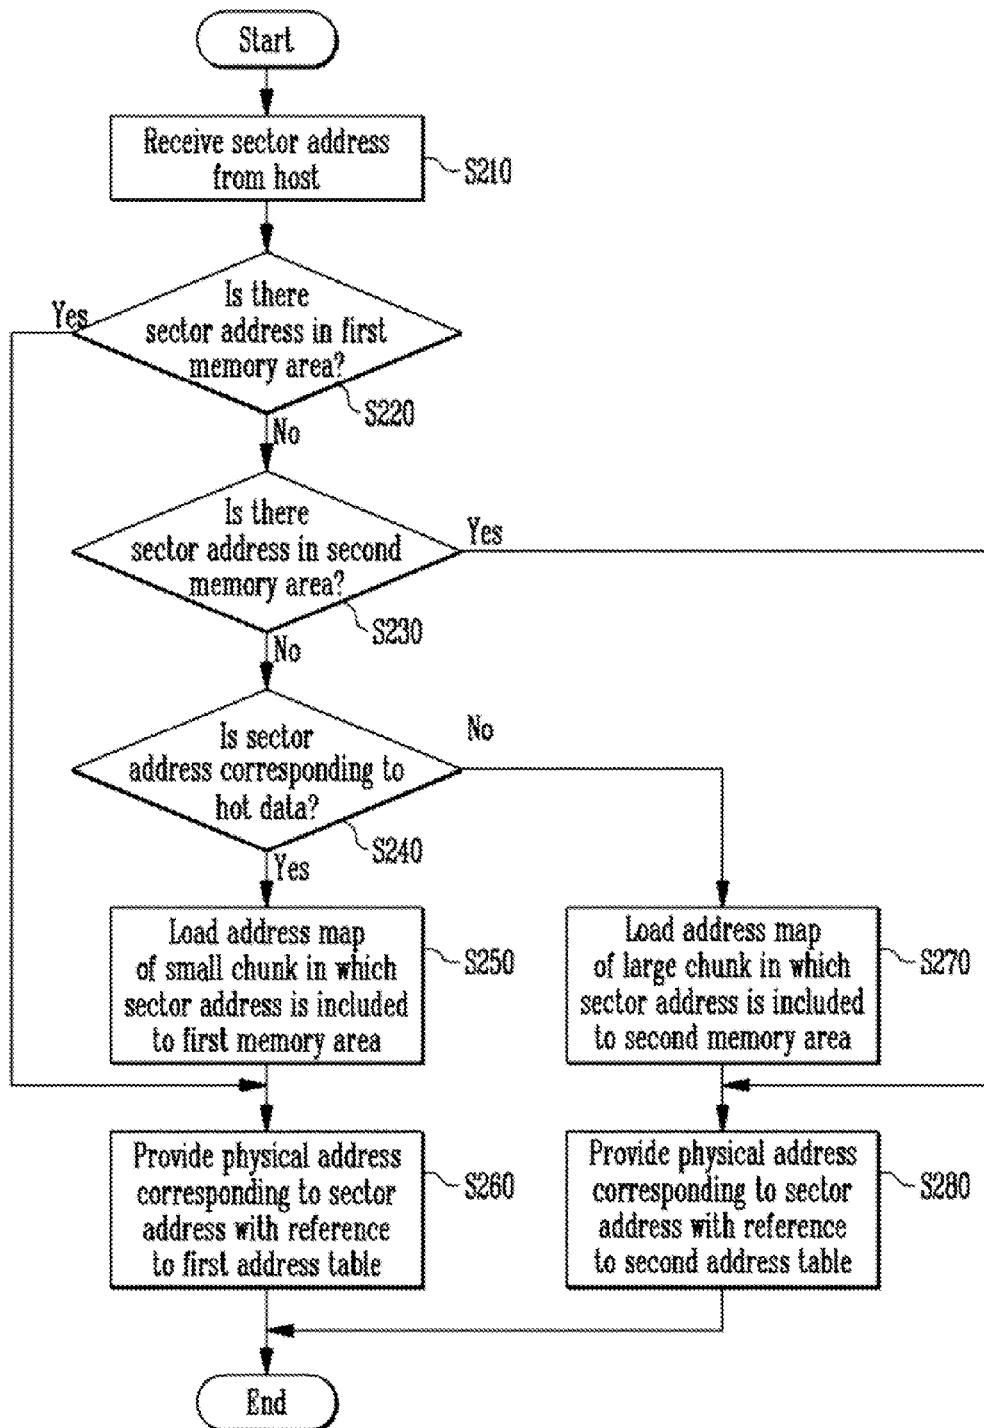 Start
Receive sector address
from host
S210
Is there
sector address in first
memory area?
Yes
S220
No
Is there
sector address in second
memory area?
Yes
S230
No
Is sector
address corresponding to
hot data?
No
S240
Yes
Load address map
of small chunk in which
sector address is included
to first memory area
S250
Load address map
of large chunk in which
sector address is included
to second memory area
S270
Provide physical address
corresponding to sector
address with reference
to first address table
S260
Provide physical address
corresponding to sector
address with reference
to second address table
S280
End